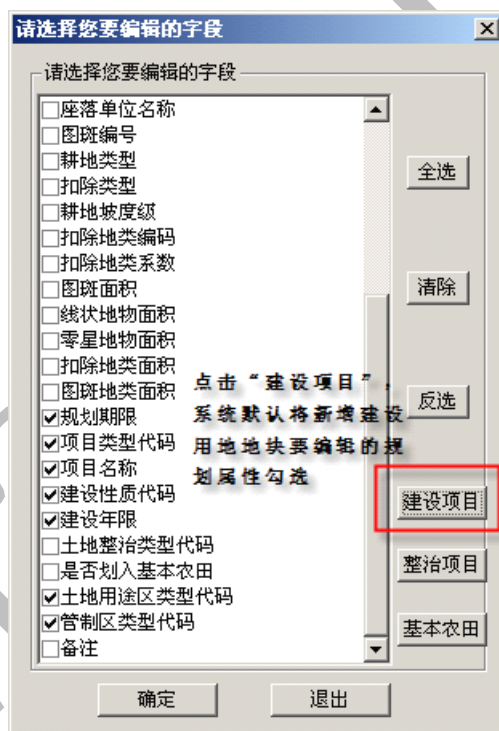 请选择您要编辑的字段
请选择您要编辑的字段
座落单位名称
图斑编号
耕地类型
扣除类型
耕地坡度级
扣除地类编码
扣除地类系数
图斑面积
线状地物面积
零星地物面积
扣除地类面积
图斑地类面积
规划期限
项目类型代码
项目名称
建设性质代码
建设年限
土地整治类型代码
是否划入基本农田
土地用途区类型代码
管制区类型代码
备注
点击“建设项目”，
系统默认将新增建设
用地地块要编辑的规
划属性勾选
全选
清除
反选
建设项目
整治项目
基本农田
确定
退出